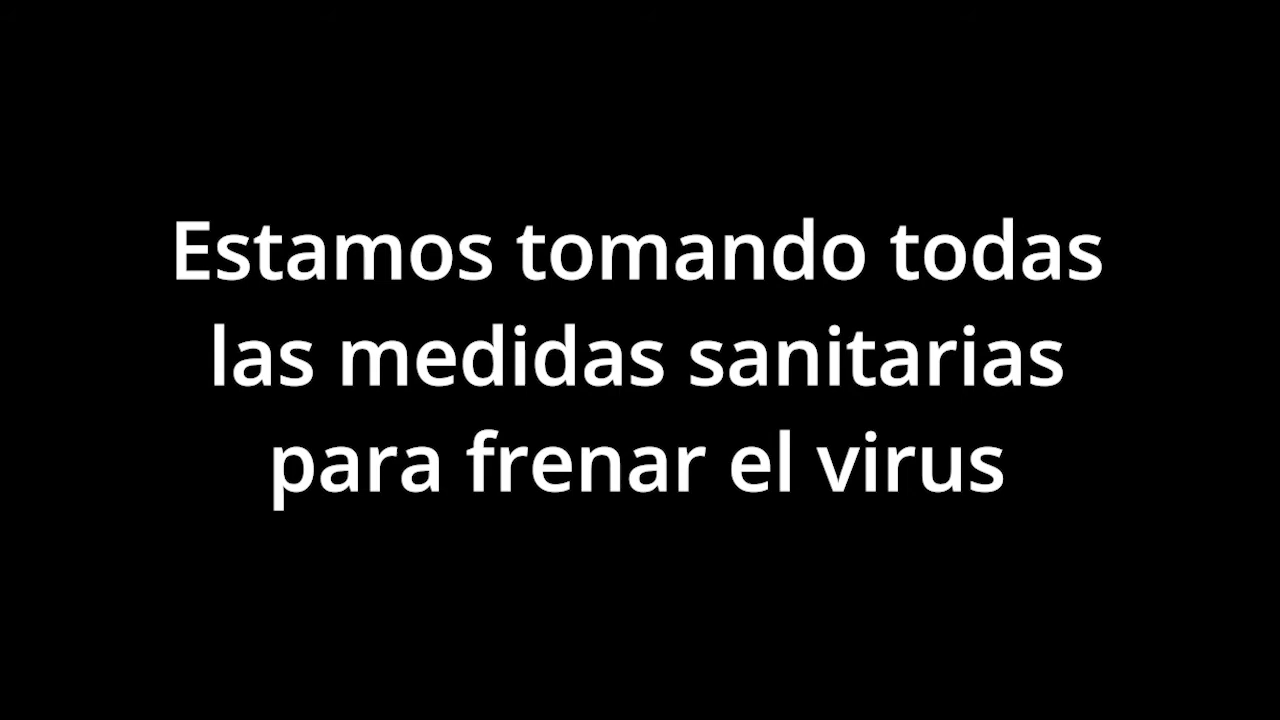 Estamos tomando todas
las medidas sanitarias
para frenar el virus